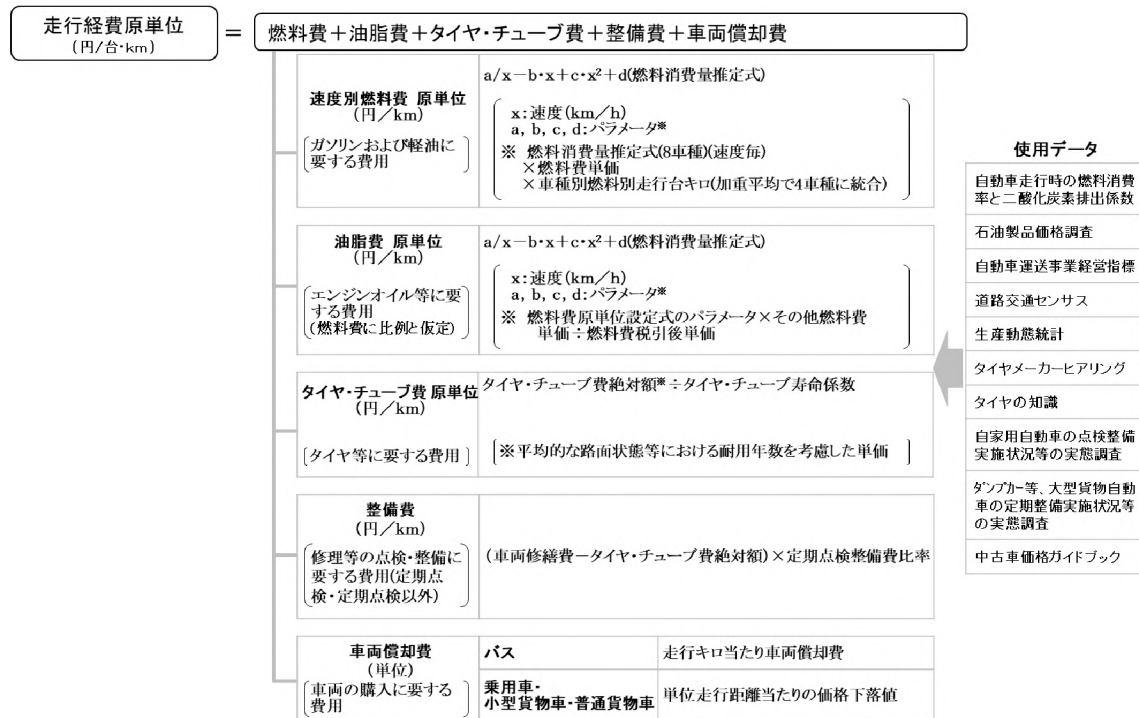 走行経費原単位
(円/台・km)
=
燃料費＋油脂費＋タイヤ・チューブ費＋整備費＋車両償却費
速度別燃料費 原単位
(円／km)
ガソリンおよび軽油に
要する費用
a/x－b・x＋c・x²＋d(燃料消費量推定式)
x：速度(km／h)
a, b, c, d：パラメータ※
※ 燃料消費量推定式(8車種)(速度毎)
×燃料費単価
×車種別燃料別走行台キロ(加重平均で4車種に統合)
油脂費 原単位
(円／km)
エンジンオイル等に要
する費用
(燃料費に比例と仮定)
a/x－b・x＋c・x²＋d(燃料消費量推定式)
x：速度(km／h)
a, b, c, d：パラメータ※
※ 燃料費原単位設定式のパラメータ×その他燃料費
単価÷燃料費税引後単価
タイヤ・チューブ費 原単位
(円／km)
タイヤ等に要する費用
タイヤ・チューブ費絶対額※÷タイヤ・チューブ寿命係数
※平均的な路面状態等における耐用年数を考慮した単価
整備費
(円／km)
修理等の点検・整備に
要する費用(定期点
検・定期点検以外)
(車両修繕費－タイヤ・チューブ費絶対額)×定期点検整備費比率
車両償却費
(単位)
車両の購入に要する
費用
バス
走行キロ当たり車両償却費
乗用車・
小型貨物車・普通貨物車
単位走行距離当たりの価格下落値
使用データ
自動車走行時の燃料消費
率と二酸化炭素排出係数
石油製品価格調査
自動車運送事業経営指標
道路交通センサス
生産動態統計
タイヤメーカーヒアリング
タイヤの知識
自家用自動車の点検整備
実施状況等の実態調査
ダンプカー等、大型貨物自動
車の定期整備実施状況等
の実態調査
中古車価格ガイドブック